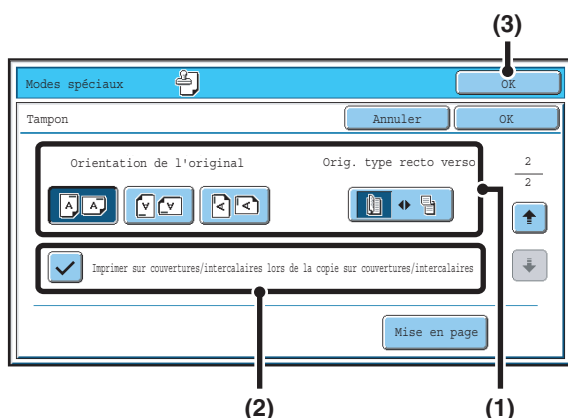 (3)
Modes spéciaux
OK
Tampon
Annuler
OK
Orientation de l'original
Orig. type recto verso
2
2
Imprimer sur couvertures/intercalaires lors de la copie sur couvertures/intercalaires
Mise en page
(2)
(1)